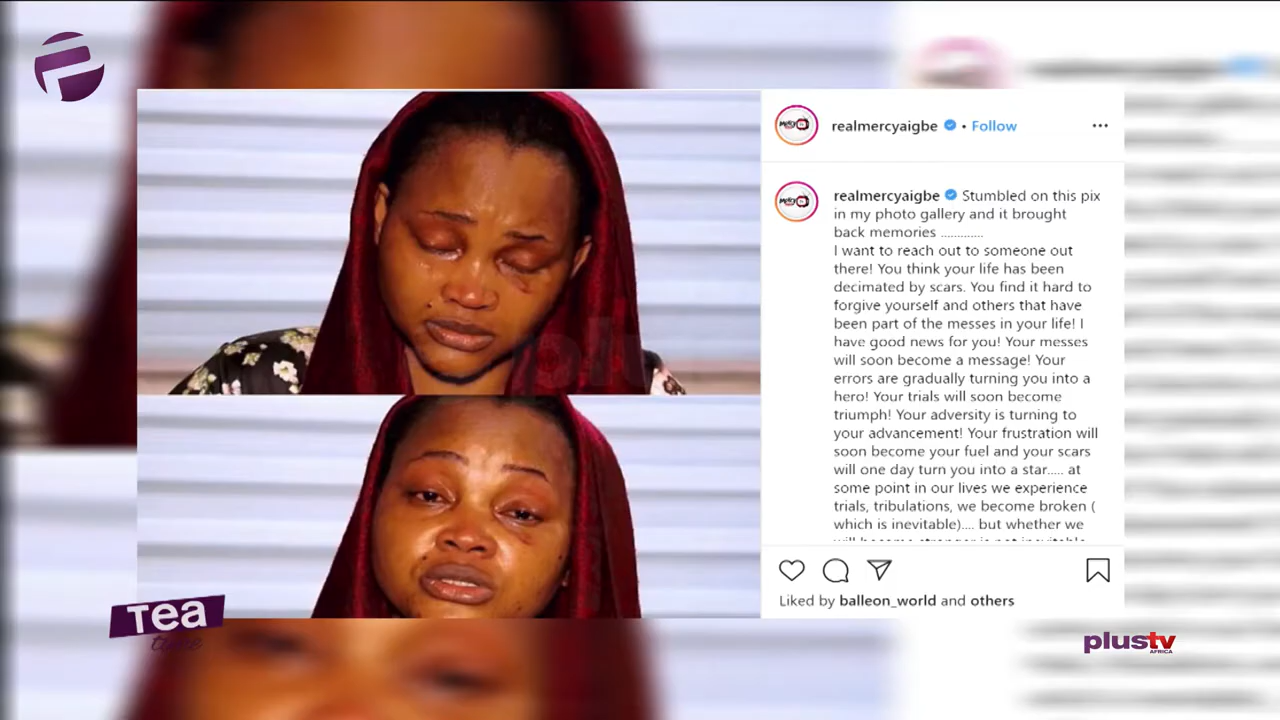 realmercyaigbe • Follow
realmercyaigbe Stumbled on this pix
in my photo gallery and it brought
back memories .............
I want to reach out to someone out
there! You think your life has been
decimated by scars. You find it hard to
forgive yourself and others that have
been part of the messes in your life! I
have good news for you! Your messes
will soon become a message! Your
errors are gradually turning you into a
hero! Your trials will soon become
triumph! Your adversity is turning to
your advancement! Your frustration will
soon become your fuel and your scars
will one day turn you into a star..... at
some point in our lives we experience
trials, tribulations, we become broken (
which is inevitable).... but whether we
Liked by balleon_world and others
Tea
time
plustv
AFRICA